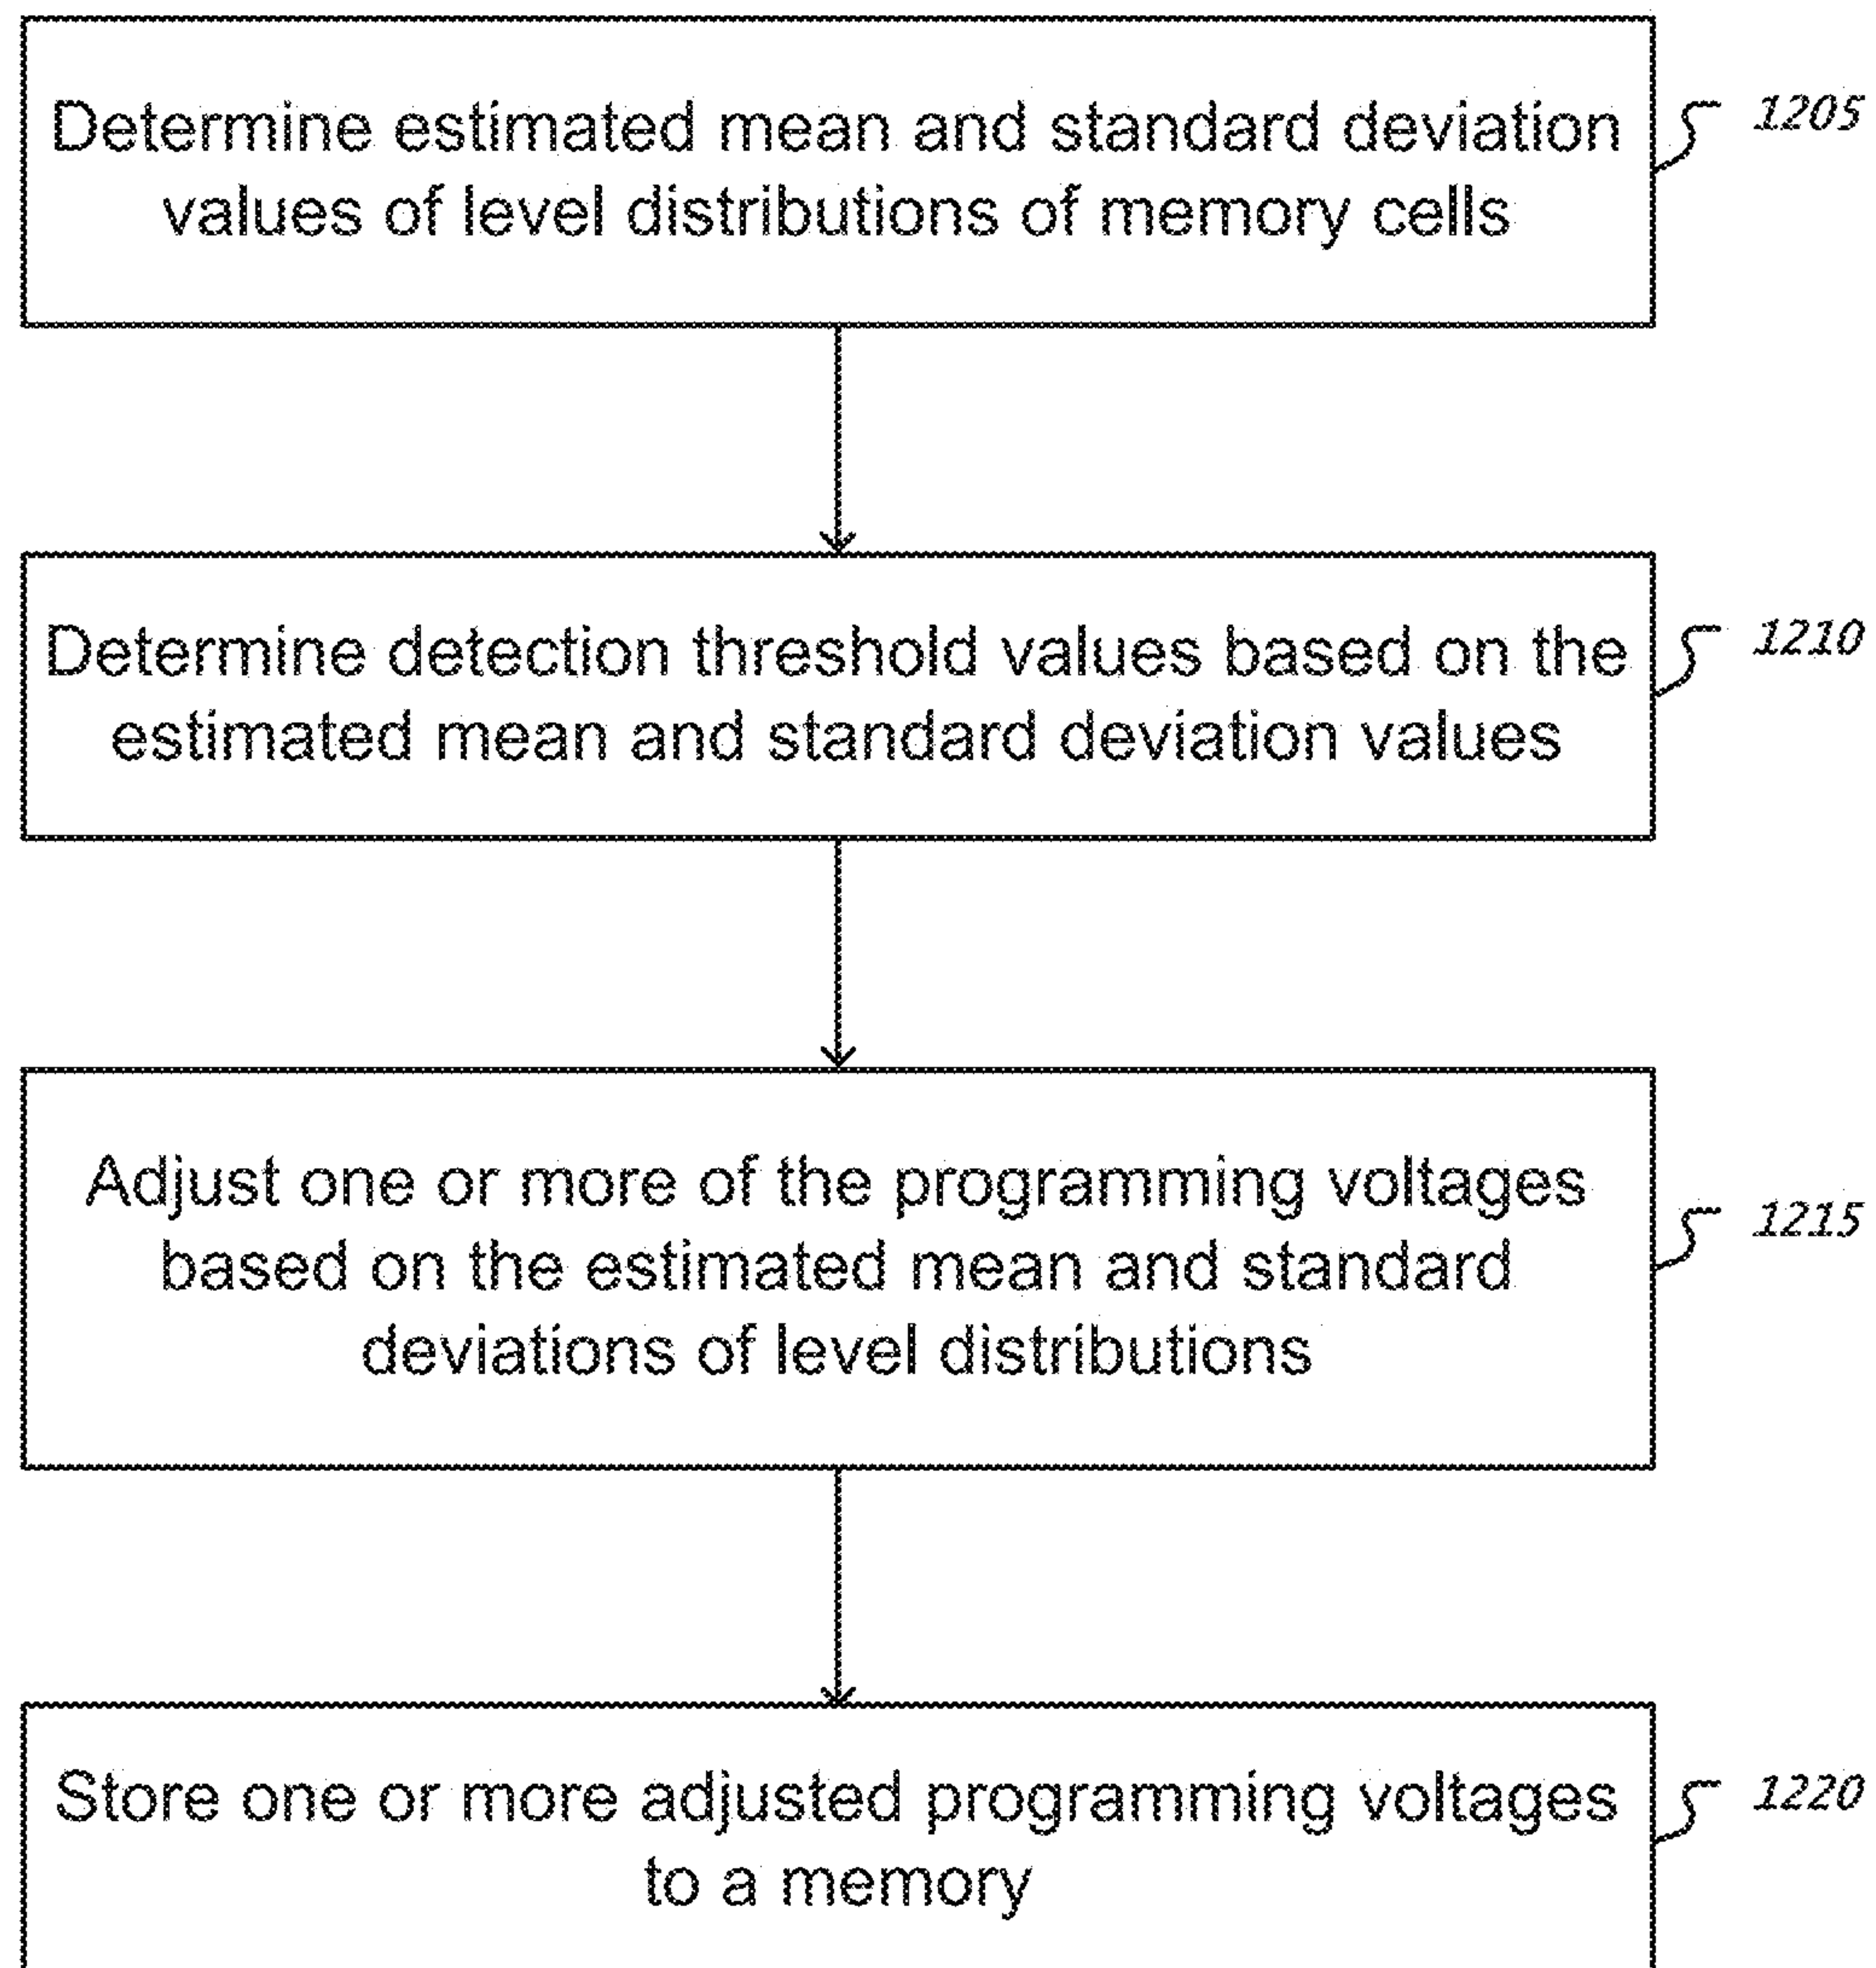 Determine estimated mean and standard deviation
values of level distributions of memory cells
1205
Determine detection threshold values based on the
estimated mean and standard deviation values
1210
Adjust one or more of the programming voltages
based on the estimated mean and standard
deviations of level distributions
1215
Store one or more adjusted programming voltages
to a memory
1220